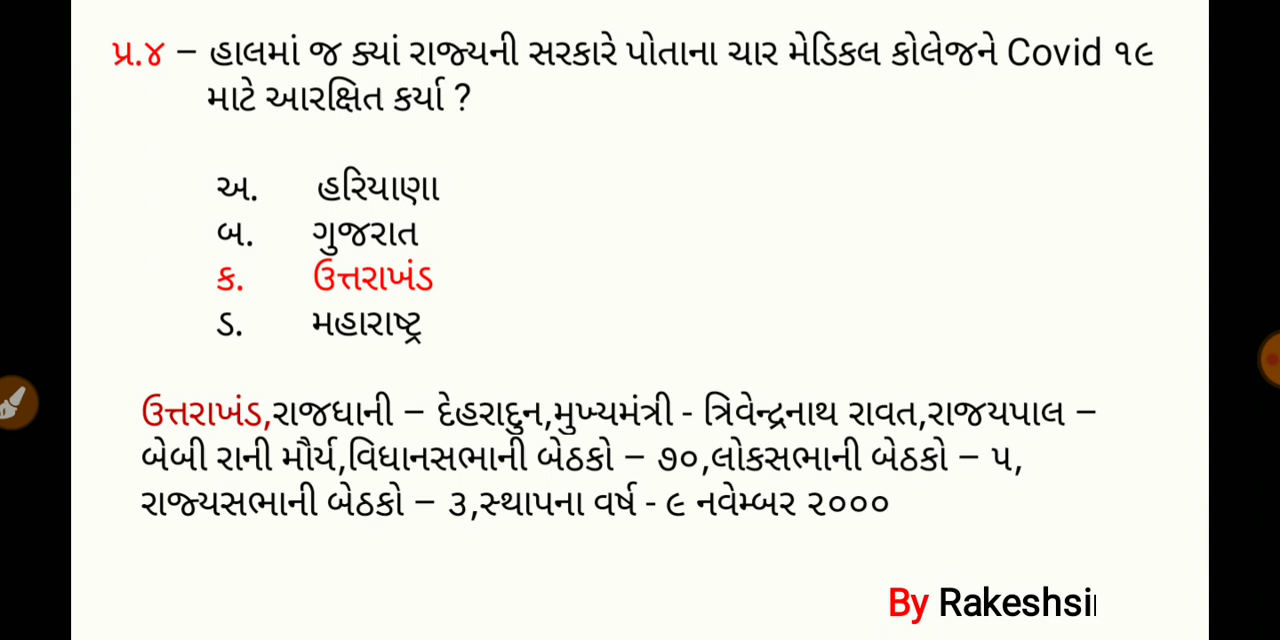 પ્ર.૪ – હાલમાં જ ક્યાં રાજ્યની સરકારે પોતાના ચાર મેડિકલ કોલેજને Covid ૧૯
માટે આરક્ષિત કર્યા ?
અ. હરિયાણા
બ. ગુજરાત
ક. ઉત્તરાખંડ
ડ. મહારાષ્ટ્ર
ઉત્તરાખંડ,રાજધાની – દેહરાદુન,મુખ્યમંત્રી - ત્રિવેન્દ્રનાથ રાવત,રાજયપાલ –
બેબી રાની મૌર્ય,વિધાનસભાની બેઠકો – ૭૦,લોકસભાની બેઠકો – ૫,
રાજ્યસભાની બેઠકો – ૩,સ્થાપના વર્ષ - ૯ નવેમ્બર ૨૦૦૦
By Rakeshsi